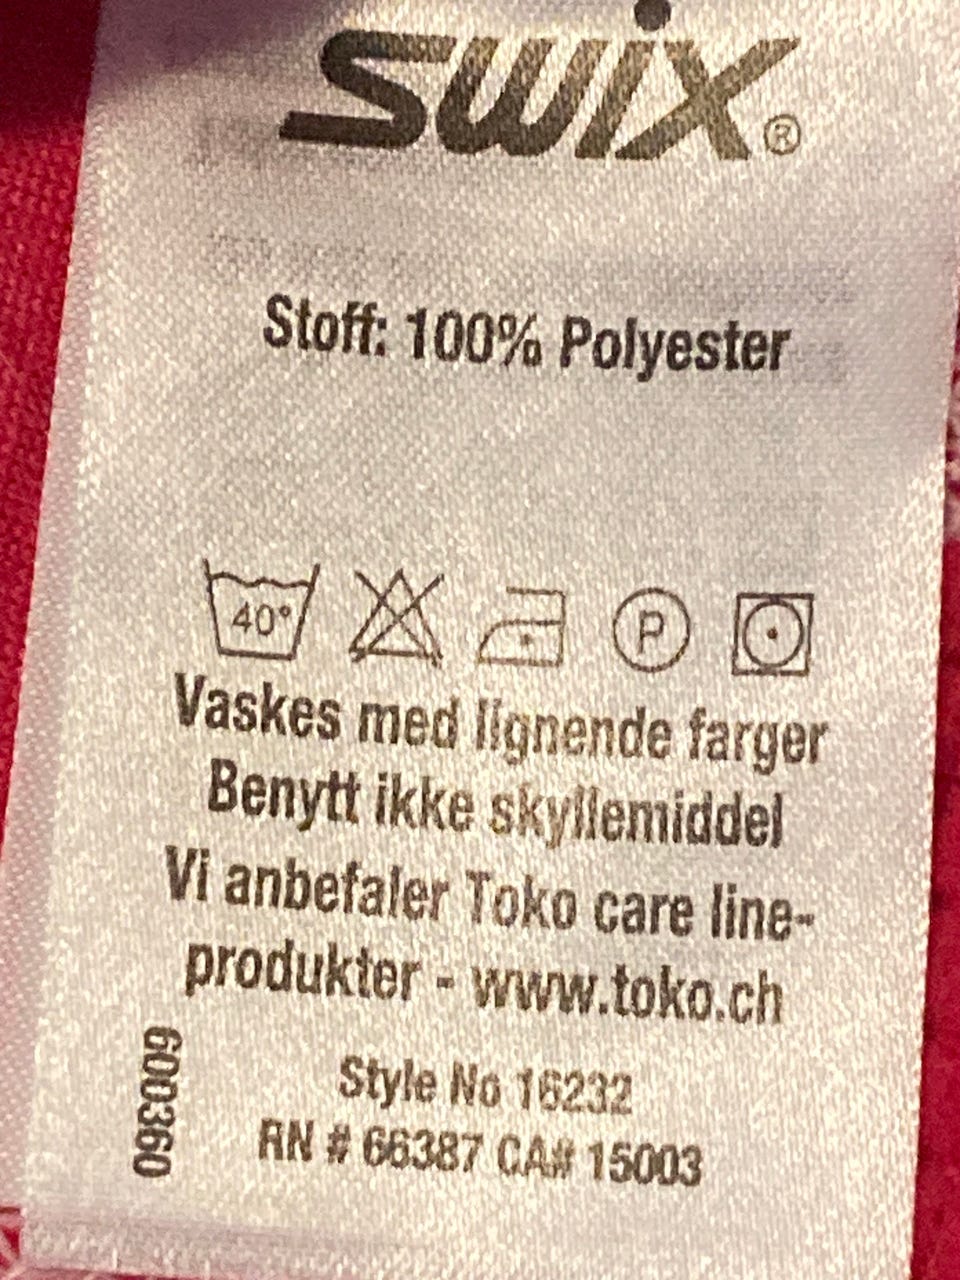 swix®
Stoff: 100% Polyester
40° P
Vaskes med lignende farger
Benytt ikke skyllemiddel
Vi anbefaler Toko care line-
produkter - www.toko.ch
Style No 16232
RN # 66387 CA# 15003
600360